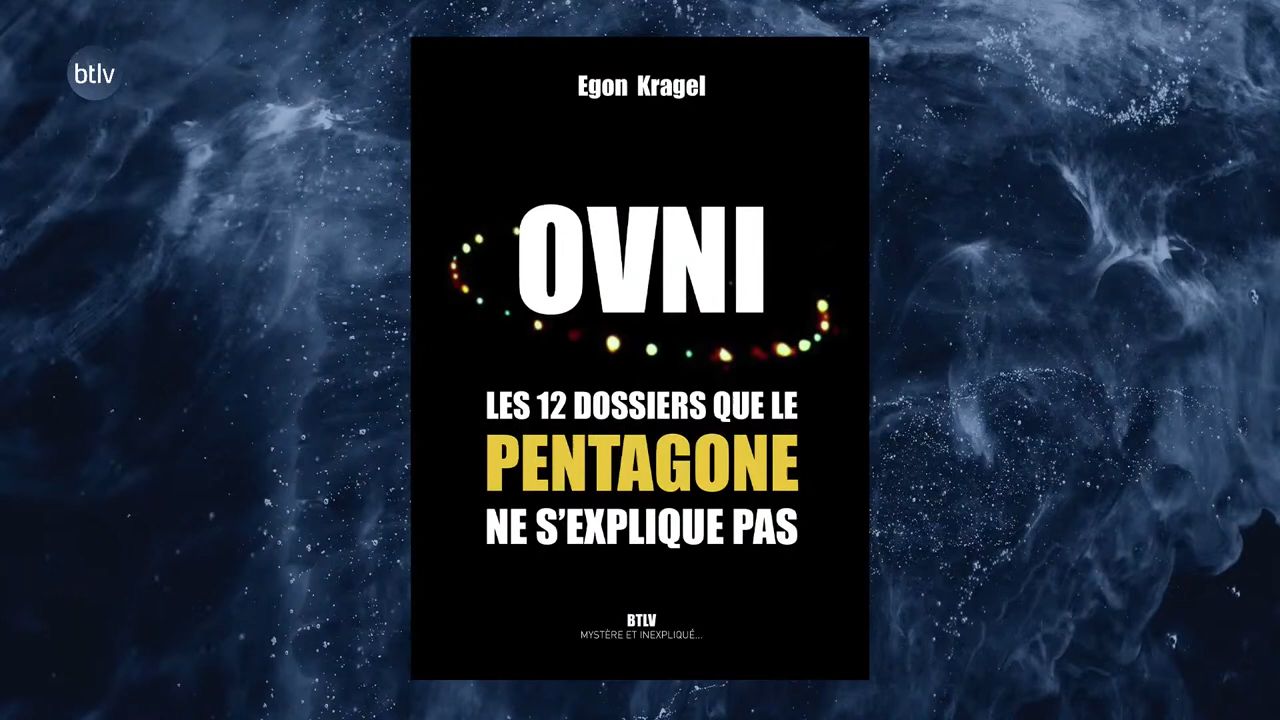 btlv
Egon Kragel
OVNI
LES 12 DOSSIERS QUE LE
PENTAGONE
NE S'EXPLIQUE PAS
BTLV
MYSTÈRE ET INEXPLIQUÉ...